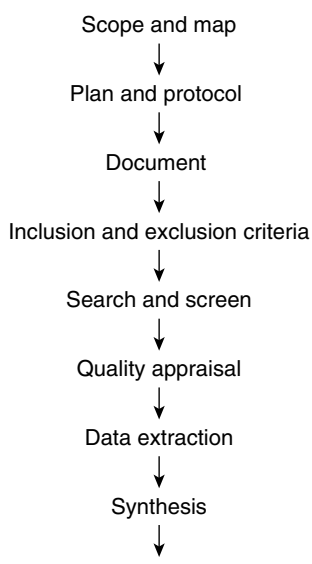 Scope and map
Plan and protocol
Document
Inclusion and exclusion criteria
Search and screen
Quality appraisal
Data extraction
Synthesis